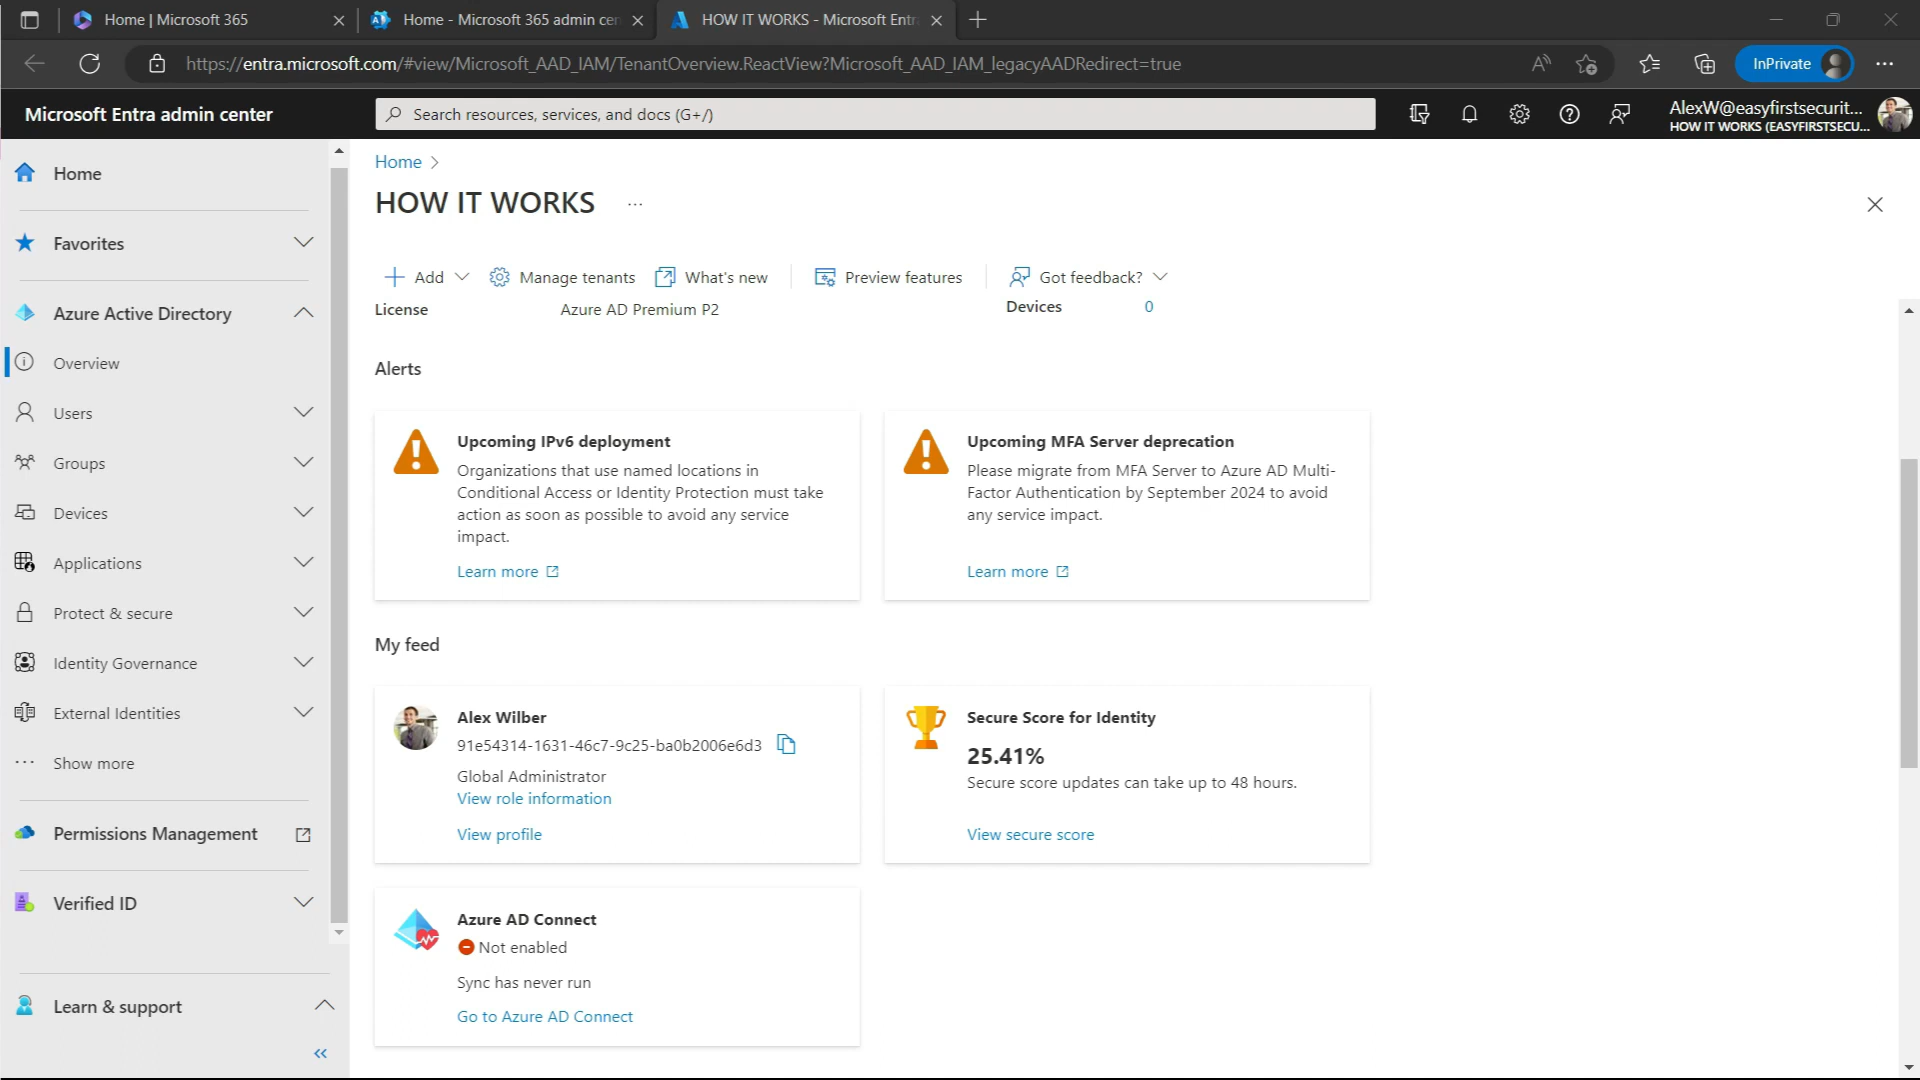 Home | Microsoft 365
Home - Microsoft 365 admin cen
HOW IT WORKS - Microsoft Entr
https://entra.microsoft.com/#view/Microsoft_AAD_IAM/TenantOverview.ReactView?Microsoft_AAD_IAM_legacyAADRedirect=true
InPrivate
Microsoft Entra admin center
Search resources, services, and docs (G+/)
AlexW@easyfirstsecurit...
HOW IT WORKS (EASYFIRSTSECU...
Home
Favorites
Azure Active Directory
Overview
Users
Groups
Devices
Applications
Protect & secure
Identity Governance
External Identities
Show more
Permissions Management
Verified ID
Learn & support
Home >
HOW IT WORKS ...
Add
Manage tenants
What's new
Preview features
Got feedback?
License
Azure AD Premium P2
Devices
0
Alerts
Upcoming IPv6 deployment
Organizations that use named locations in
Conditional Access or Identity Protection must take
action as soon as possible to avoid any service
impact.
Learn more
Upcoming MFA Server deprecation
Please migrate from MFA Server to Azure AD Multi-
Factor Authentication by September 2024 to avoid
any service impact.
Learn more
My feed
Alex Wilber
91e54314-1631-46c7-9c25-ba0b2006e6d3
Global Administrator
View role information
View profile
Secure Score for Identity
25.41%
Secure score updates can take up to 48 hours.
View secure score
Azure AD Connect
Not enabled
Sync has never run
Go to Azure AD Connect